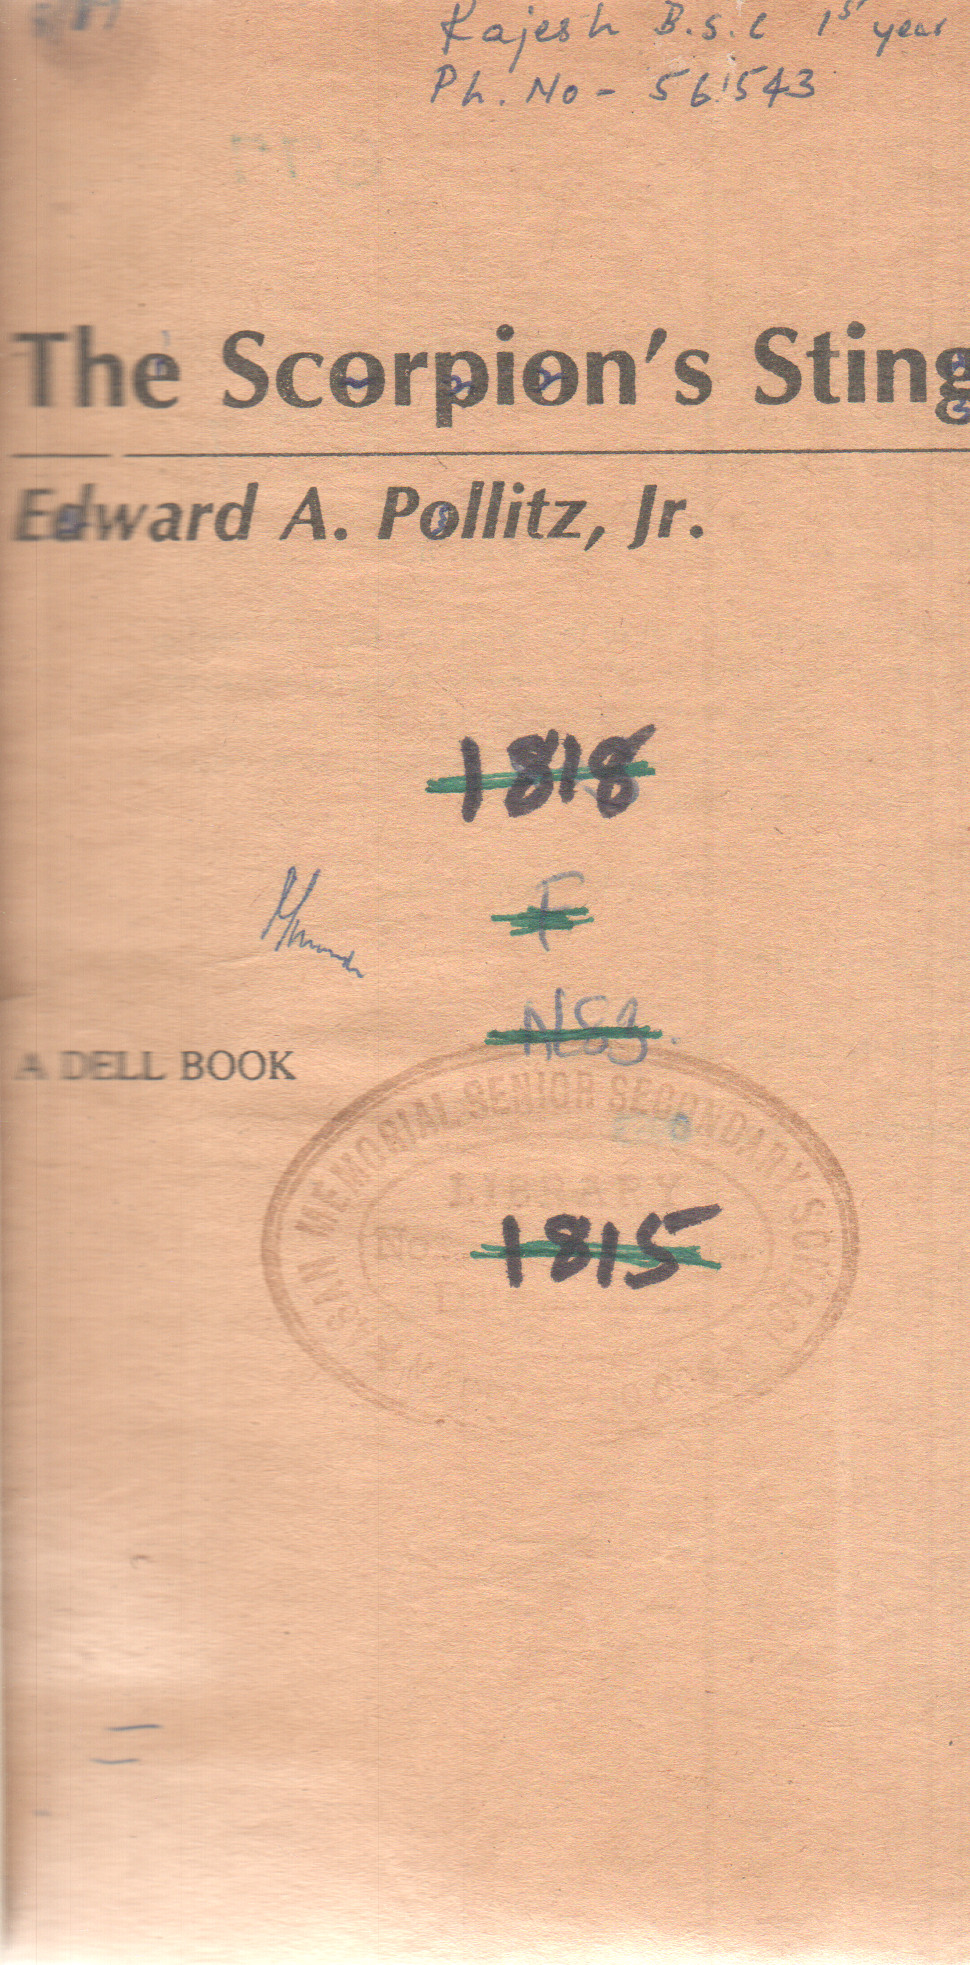 Rajesh B.S.C 1st year
Ph. No - 561543
The Scorpion's Sting
Edward A. Pollitz, Jr.
1818
F
A DELL BOOK
MEMORIAL SENIOR SECONDARY SCHOOL
LIBRARY
No.
1815